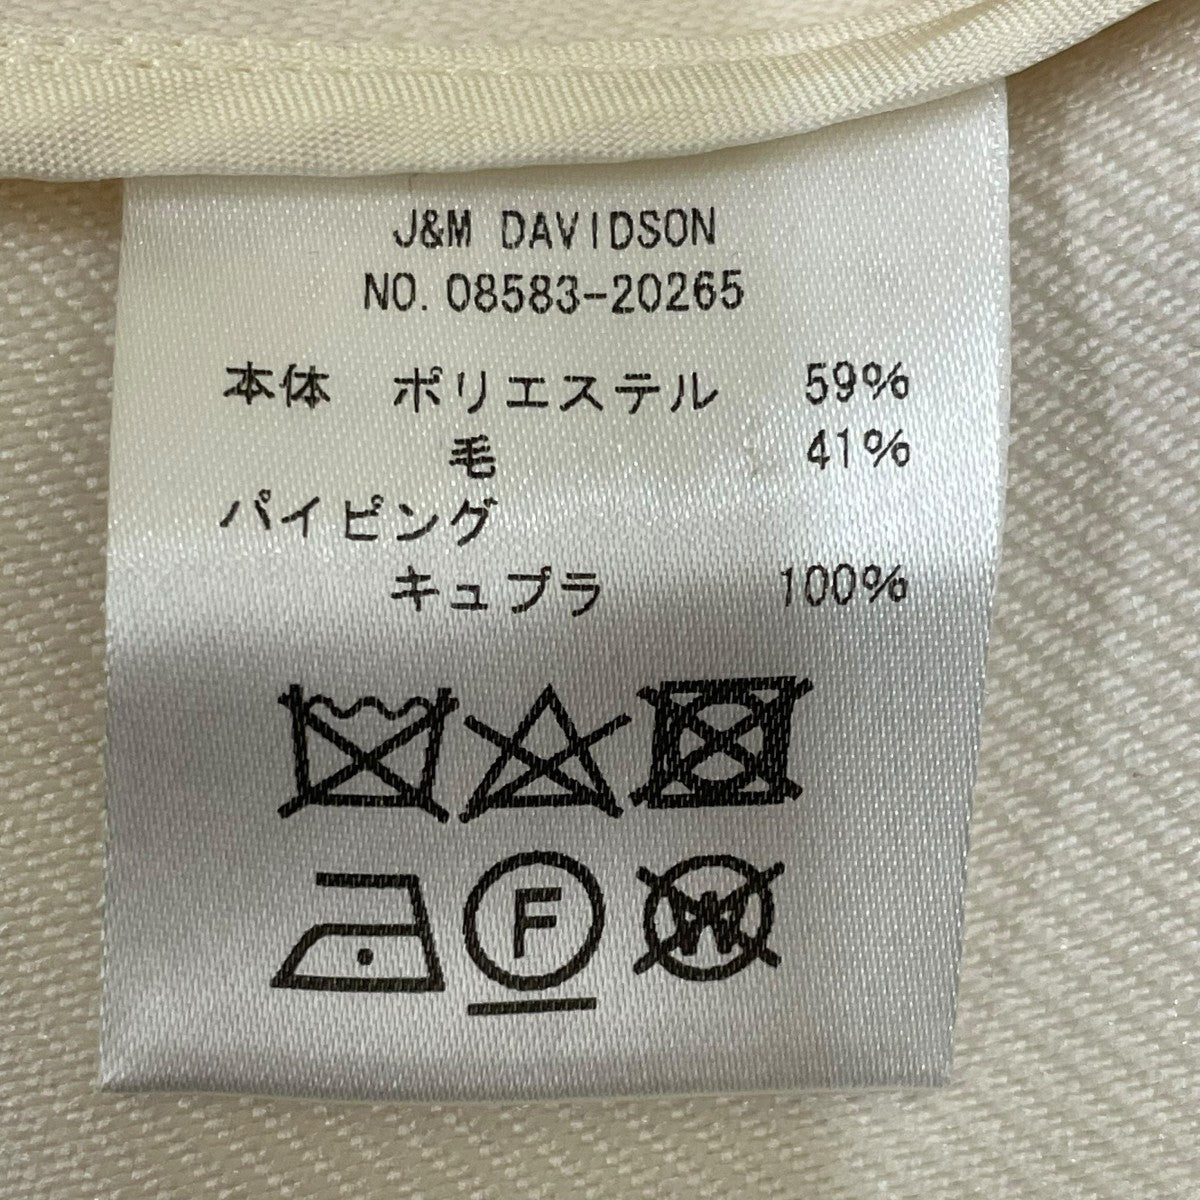 J&M DAVIDSON
NO. 08583-20265
本体 ポリエステル 59%
毛 41%
パイピング
キュプラ 100%
F
W